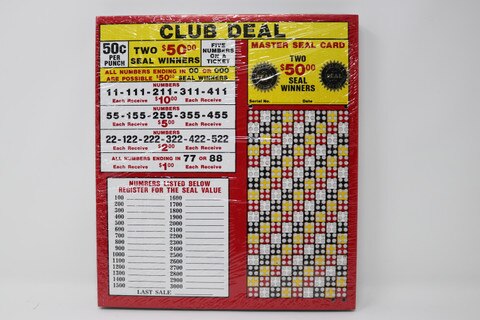 CLUB DEAL
50¢
PER
PUNCH
TWO $50.00
SEAL WINNERS
FIVE
NUMBERS
ON A
TICKET
ALL NUMBERS ENDING IN 00 OR 000
ARE POSSIBLE $50.00 SEAL WINNERS
NUMBERS
11-111-211-311-411
Each Receive $10.00 Each Receive
NUMBERS
55-155-255-355-455
Each Receive $5.00 Each Receive
NUMBERS
22-122-222-322-422-522
Each Receive $2.00 Each Receive
ALL NUMBERS ENDING IN 77 OR 88
Each Receive $1.00 Each Receive
NUMBERS LISTED BELOW
REGISTER FOR THE SEAL VALUE
100 1600
200 1700
300 1800
400 1900
500 2000
600 2100
700 2200
800 2300
900 2400
1000 2500
1100 2600
1200 2700
1300 2800
1400 2900
1500 3000
LAST SALE
MASTER SEAL CARD
TWO
$50.00
SEAL
WINNERS
Serial No. Date